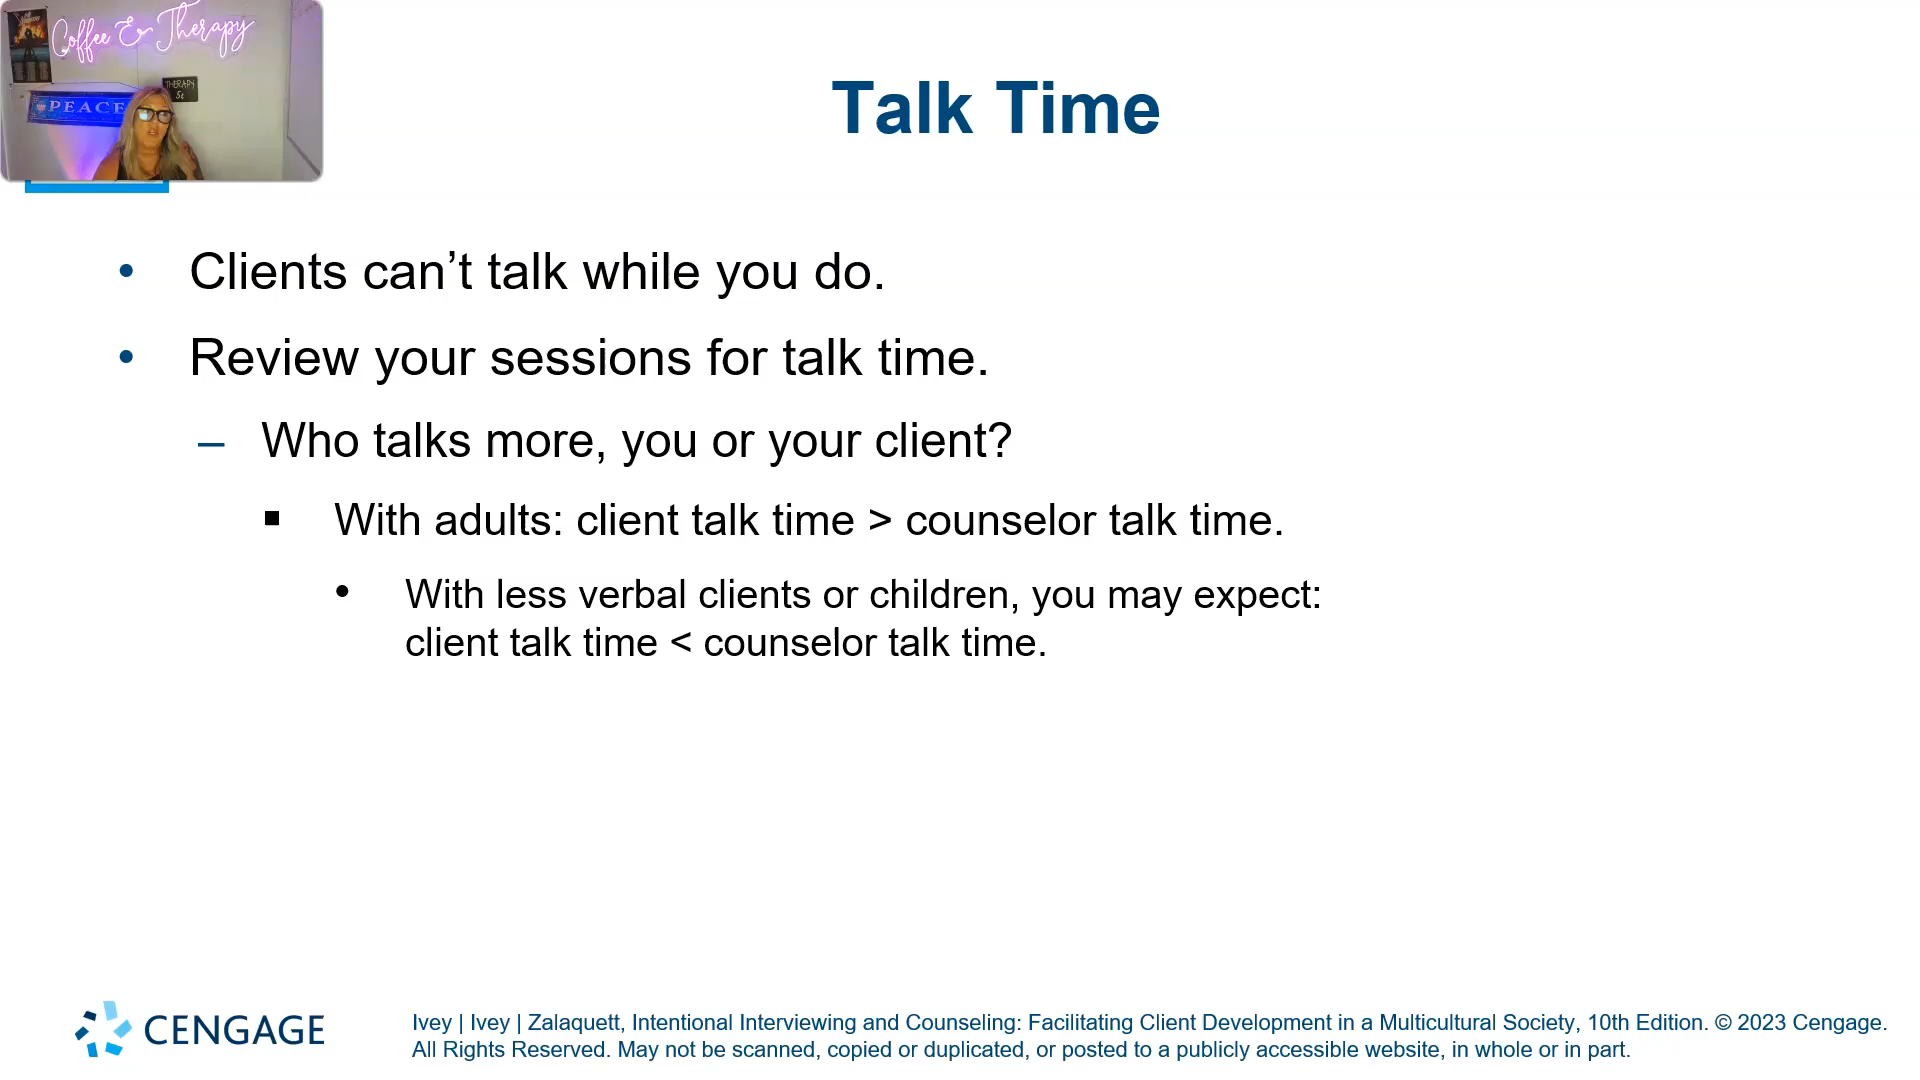 Coffee & Therapy
THERAPY
5¢
PEACE
Talk Time
• Clients can’t talk while you do.
• Review your sessions for talk time.
– Who talks more, you or your client?
▪ With adults: client talk time > counselor talk time.
• With less verbal clients or children, you may expect:
client talk time < counselor talk time.
CENGAGE
Ivey | Ivey | Zalaquett, Intentional Interviewing and Counseling: Facilitating Client Development in a Multicultural Society, 10th Edition. © 2023 Cengage.
All Rights Reserved. May not be scanned, copied or duplicated, or posted to a publicly accessible website, in whole or in part.